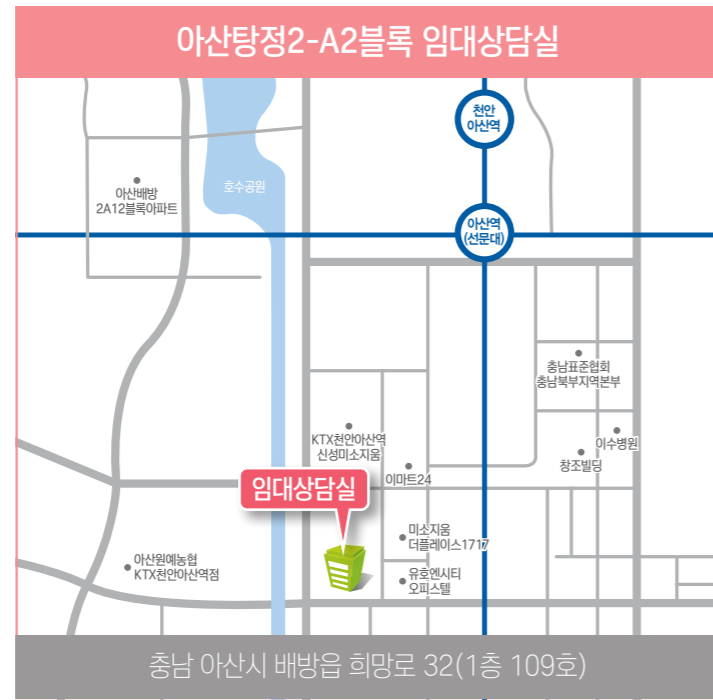 아산탕정2-A2블록 임대상담실
천안
아산역
아산배방
2A12블록아파트
호수공원
아산역
(선문대)
충남표준협회
충남북부지역본부
KTX천안아산역
신성미소지움
이수병원
창조빌딩
이마트24
임대상담실
미소지움
더플레이스1717
아산원예농협
KTX천안아산역점
유호엔시티
오피스텔
충남 아산시 배방읍 희망로 32(1층 109호)